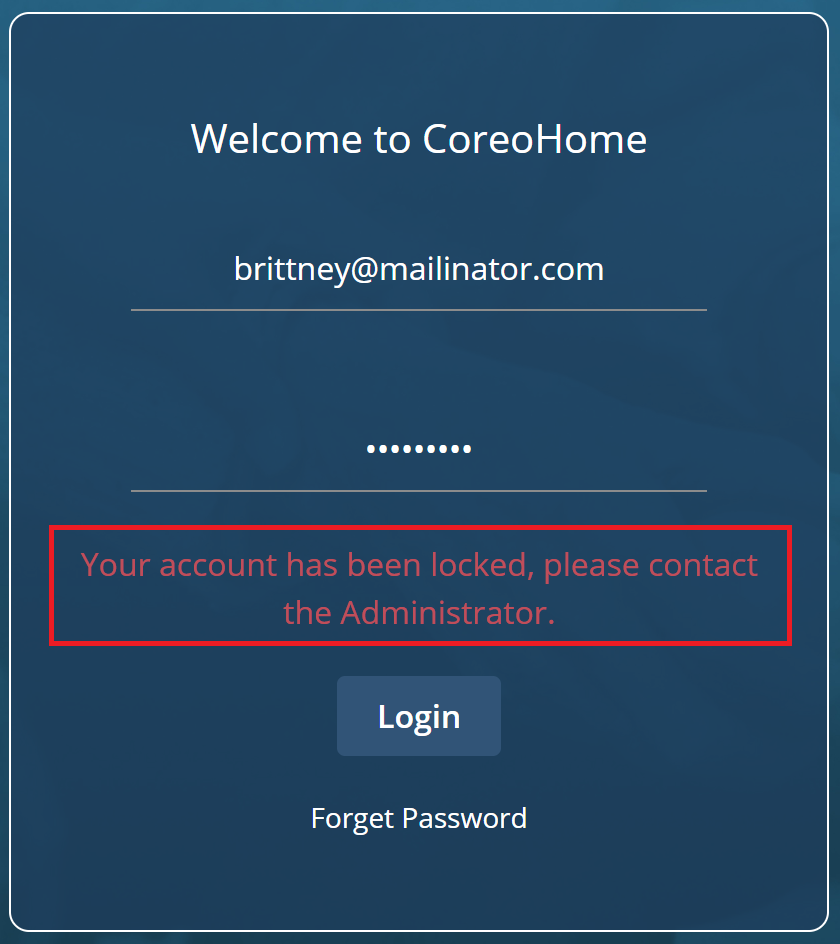 Welcome to CoreoHome
brittney@mailinator.com
•••••••••
Your account has been locked, please contact
the Administrator.
Login
Forget Password